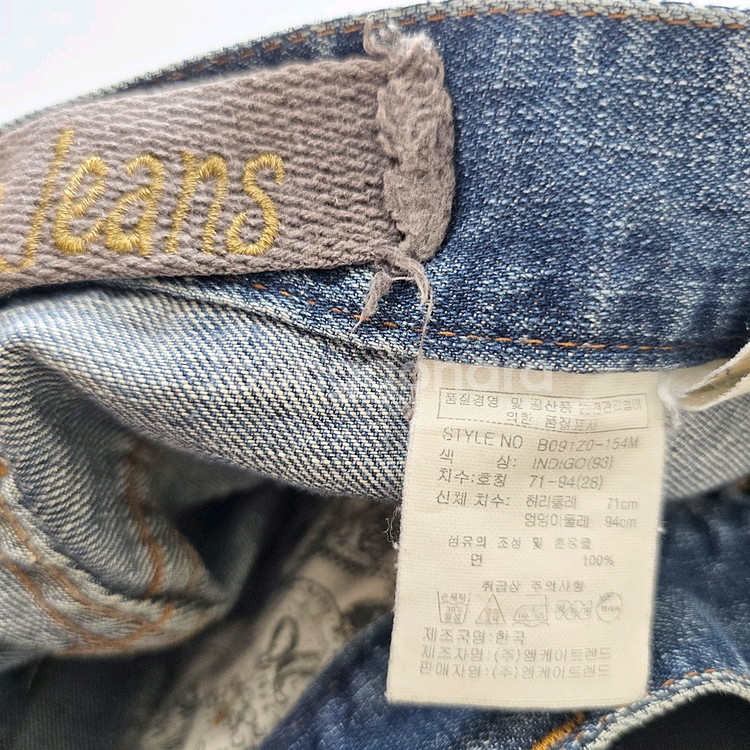 Jeans
품질경영 및 공산품 안전관리법에
의한 품질표시
STYLE NO B091Z0-154M
색 상: INDIGO(93)
치수:호칭 71-94(28)
신체 치수: 허리둘레 71cm
엉덩이둘레 94cm
섬유의 조성 및 혼용율
면 100%
취급상 주의사항
제조국명:한국
제조자명:(주)엠케이트렌드
판매자명:(주)엠케이트렌드